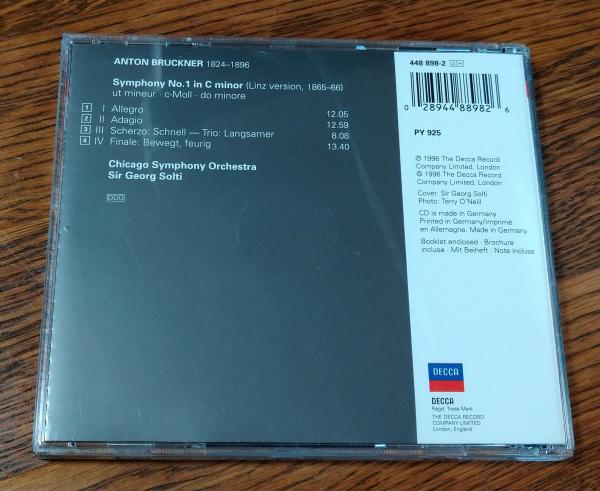 ANTON BRUCKNER 1824–1896
Symphony No.1 in C minor (Linz version, 1865–66)
ut mineur · c-Moll · do minore
1 I Allegro 12.05
2 II Adagio 12.59
3 III Scherzo: Schnell — Trio: Langsamer 8.08
4 IV Finale: Bewegt, feurig 13.40
Chicago Symphony Orchestra
Sir Georg Solti
DDD
448 898-2 DH
0 28944 88982 6
PY 925
℗ 1996 The Decca Record
Company Limited, London
© 1996 The Decca Record
Company Limited, London
Cover: Sir Georg Solti
Photo: Terry O'Neill
CD is made in Germany
Printed in Germany/Imprimé
en Allemagne. Made in Germany
Booklet enclosed · Brochure
incluse · Mit Beiheft · Note incluse
DECCA
DECCA
Regd. Trade Mark
THE DECCA RECORD
COMPANY LIMITED
London, England